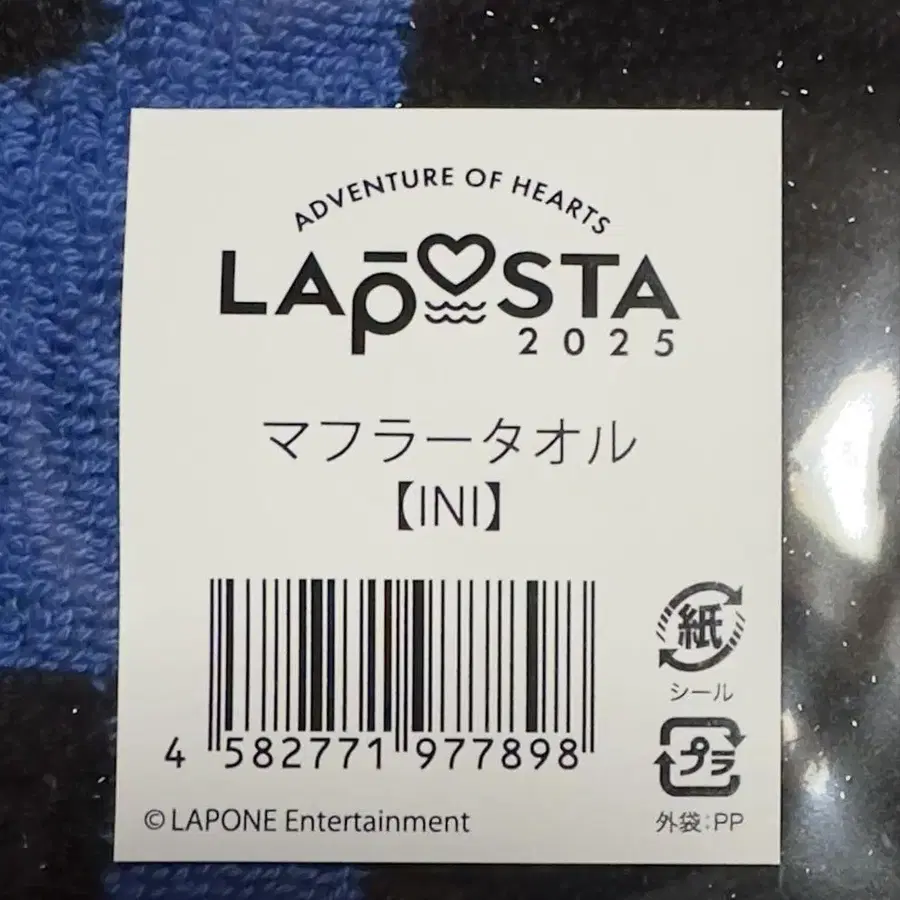 ADVENTURE OF HEARTS
LAPOSTA
2025
マフラータオル
【INI】
4 582771 977898
紙
シール
プラ
外袋:PP
© LAPONE Entertainment